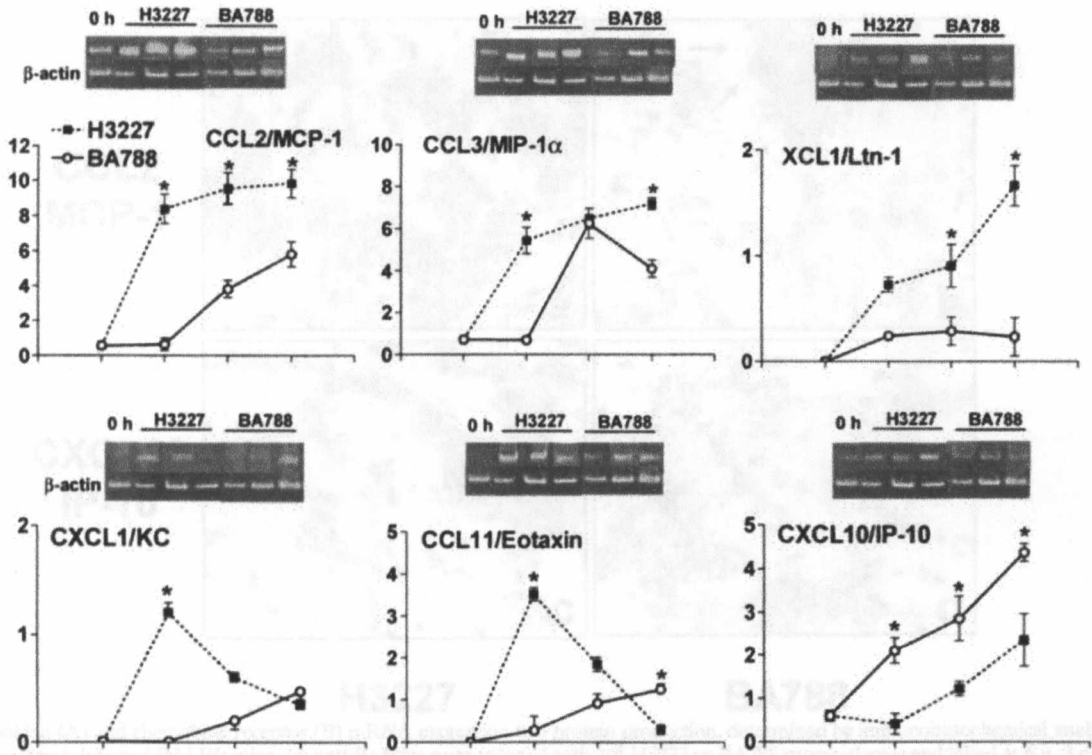 0 h H3227 BA788
0 h H3227 BA788
0 h H3227 BA788
β-actin
H3227
BA788
CCL2/MCP-1
CCL3/MIP-1α
XCL1/Ltn-1
12
10
8
6
4
2
0
10
8
6
4
2
0
2
1
0
* * *
* *
* *
0 h H3227 BA788
0 h H3227 BA788
0 h H3227 BA788
β-actin
CXCL1/KC
CCL11/Eotaxin
CXCL10/IP-10
2
1
0
5
4
3
2
0
5
4
3
2
1
0
*
* *
* * *
H3227
BA788